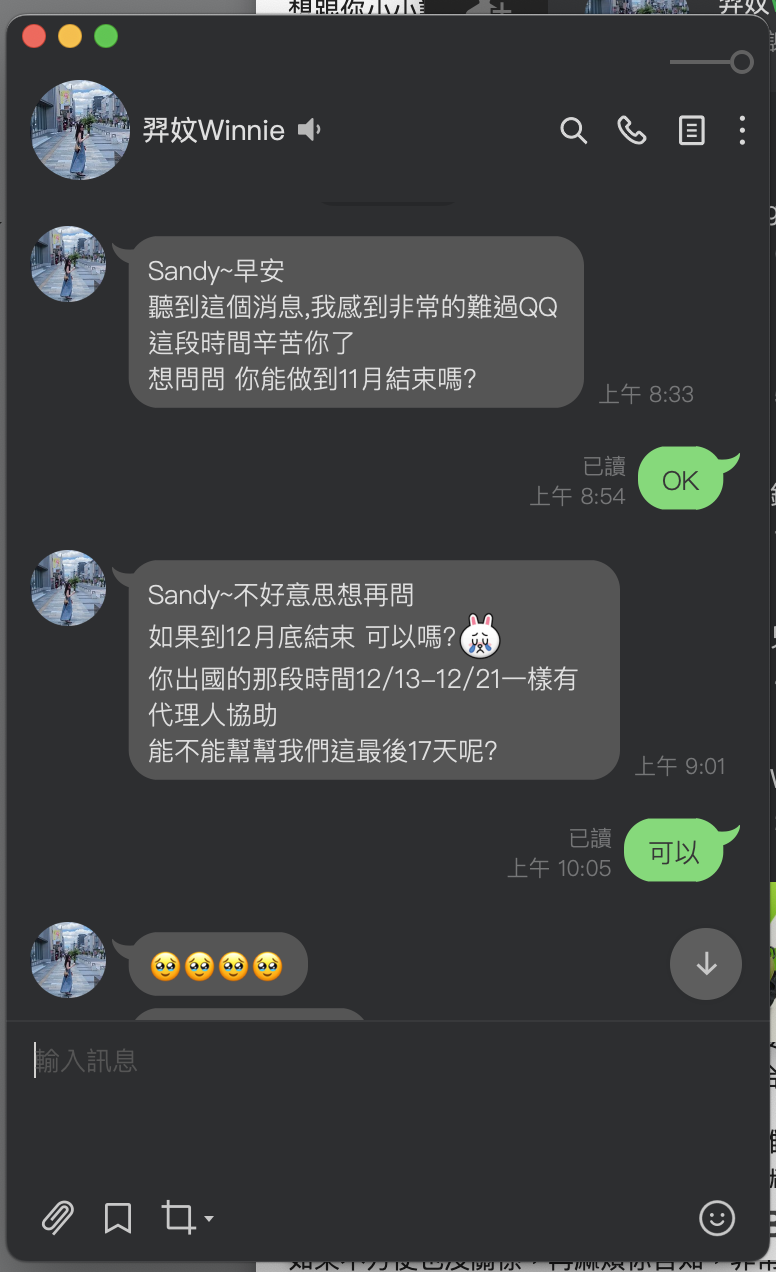 羿妏Winnie
Sandy~早安
聽到這個消息,我感到非常的難過QQ
這段時間辛苦你了
想問問 你能做到11月結束嗎?
上午 8:33
已讀
上午 8:54
OK
Sandy~不好意思想再問
如果到12月底結束 可以嗎?
你出國的那段時間12/13-12/21一樣有
代理人協助
能不能幫幫我們這最後17天呢?
上午 9:01
已讀
上午 10:05
可以
輸入訊息